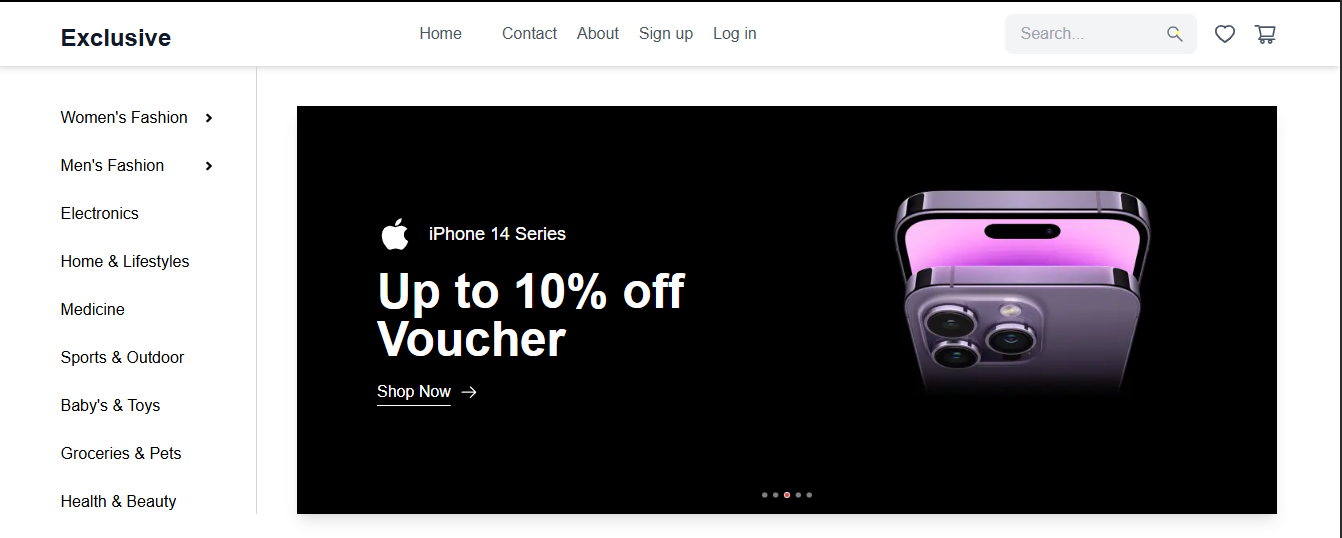 Exclusive
Home Contact About Sign up Log in
Search...
Women's Fashion
Men's Fashion
Electronics
Home & Lifestyles
Medicine
Sports & Outdoor
Baby's & Toys
Groceries & Pets
Health & Beauty
iPhone 14 Series
Up to 10% off
Voucher
Shop Now